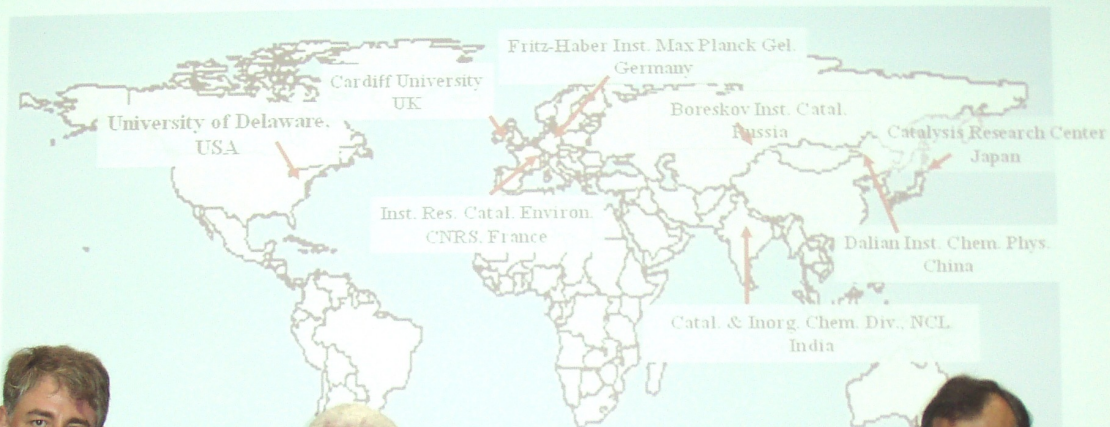 Fritz-Haber Inst. Max Planck Gel.
Germany
Cardiff University
UK
Boreskov Inst. Catal.
Russia
University of Delaware.
USA
Catalysis Research Center
Japan
Inst. Res. Catal. Environ.
CNRS. France
Dalian Inst. Chem. Phys.
China
Catal. & Inorg. Chem. Div., NCL
India